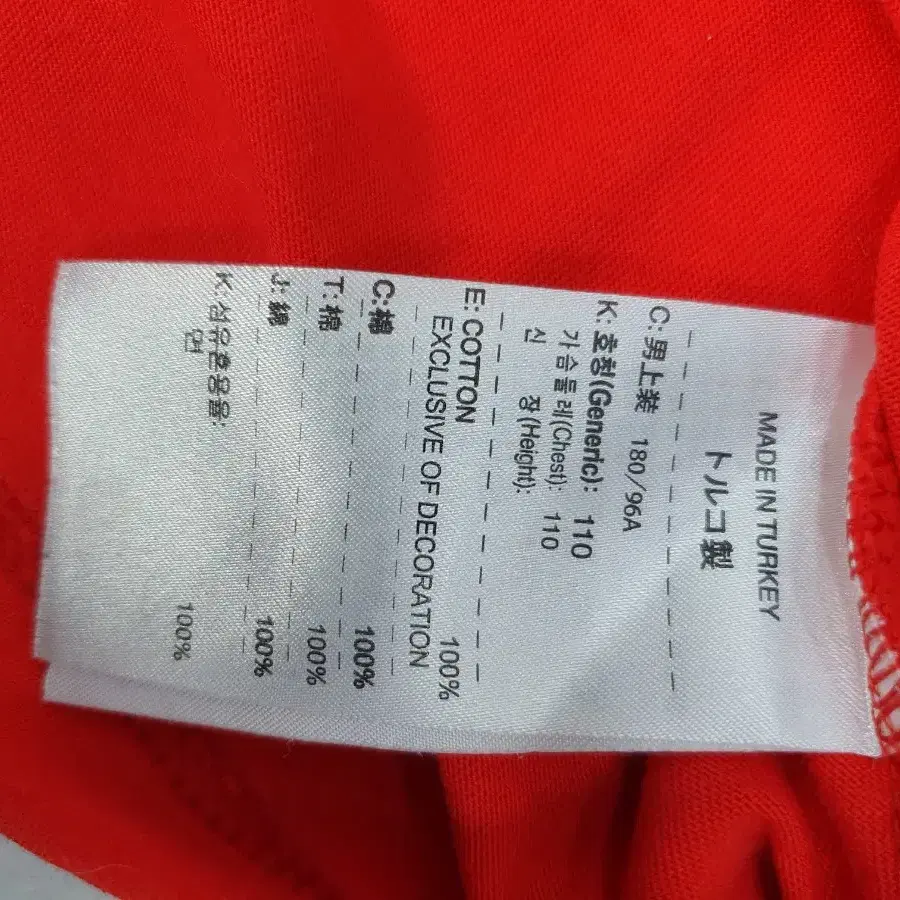 MADE IN TURKEY
トルコ製
C: 男上装 180/96A
K: 호칭(Generic): 110
가슴둘레(Chest): 110
신 장(Height):
E: COTTON 100%
EXCLUSIVE OF DECORATION
C: 棉 100%
T: 棉 100%
J: 綿 100%
K: 섬유혼용율:
면 100%